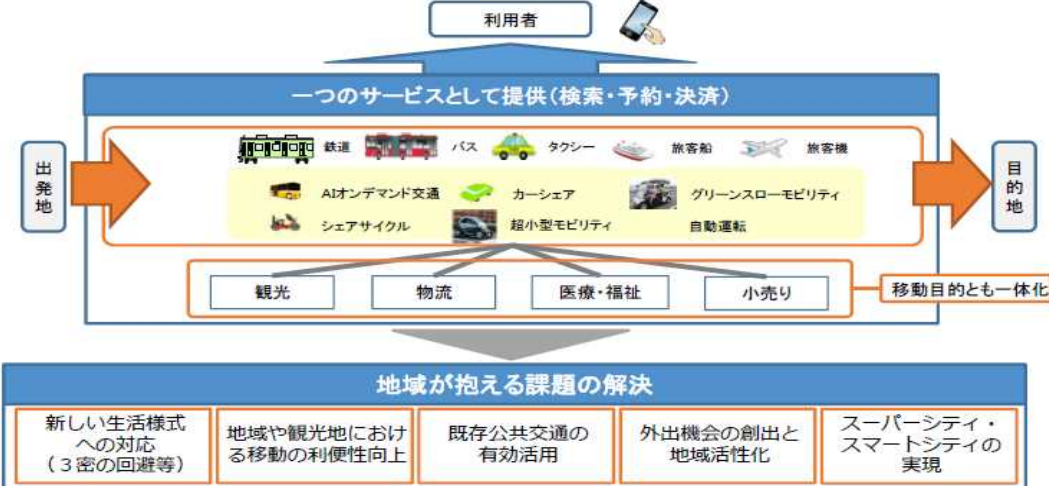 利用者
一つのサービスとして提供(検索・予約・決済)
出発地
鉄道 バス タクシー 旅客船 旅客機
AIオンデマンド交通 カーシェア グリーンスローモビリティ
シェアサイクル 超小型モビリティ 自動運転
目的地
観光 物流 医療・福祉 小売り
移動目的とも一体化
地域が抱える課題の解決
新しい生活様式
への対応
(3密の回避等)
地域や観光地におけ
る移動の利便性向上
既存公共交通の
有効活用
外出機会の創出と
地域活性化
スーパーシティ・
スマートシティの
実現